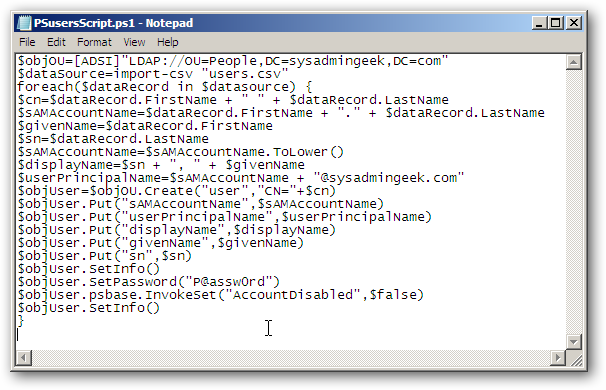 PSusersScript.ps1 - Notepad
File Edit Format View Help
$objOU=[ADSI]"LDAP://OU=People,DC=sysadmingeek,DC=com"
$dataSource=import-csv "users.csv"
foreach($dataRecord in $datasource) {
$cn=$dataRecord.FirstName + " " + $dataRecord.LastName
$sAMAccountName=$dataRecord.FirstName + "." + $dataRecord.LastName
$givenName=$dataRecord.FirstName
$sn=$dataRecord.LastName
$sAMAccountName=$sAMAccountName.ToLower()
$displayName=$sn + ", " + $givenName
$userPrincipalName=$sAMAccountName + "@sysadmingeek.com"
$objUser=$objOU.Create("user","CN="+$cn)
$objUser.Put("sAMAccountName",$sAMAccountName)
$objUser.Put("userPrincipalName",$userPrincipalName)
$objUser.Put("displayName",$displayName)
$objUser.Put("givenName",$givenName)
$objUser.Put("sn",$sn)
$objUser.SetInfo()
$objUser.SetPassword("P@assw0rd")
$objUser.psbase.InvokeSet("AccountDisabled",$false)
$objUser.SetInfo()
}